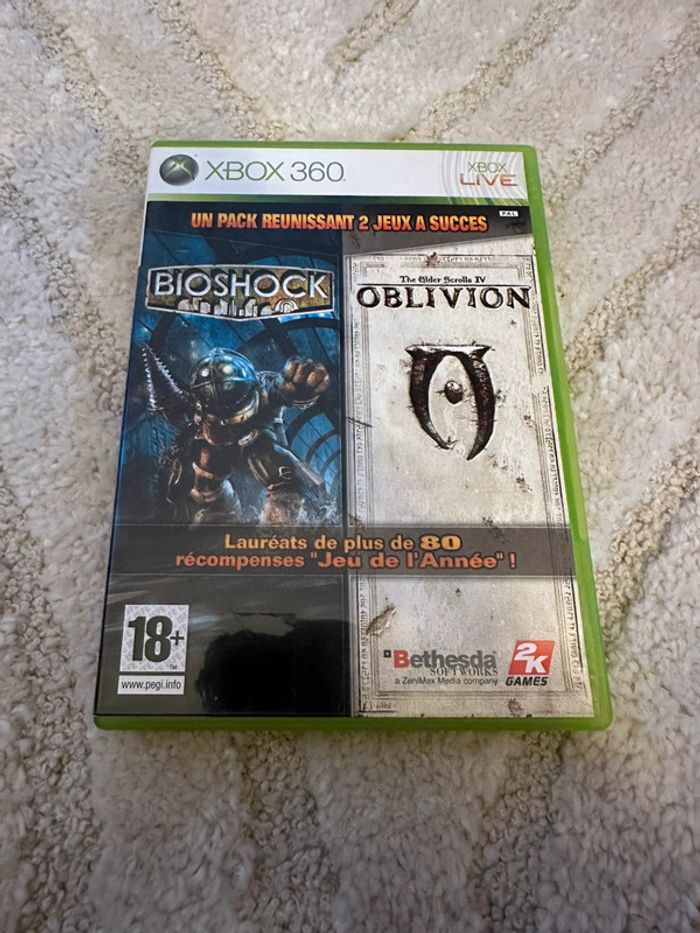 XBOX 360
XBOX
LIVE
PAL
UN PACK REUNISSANT 2 JEUX A SUCCES
BIOSHOCK
The Elder Scrolls IV
OBLIVION
Lauréats de plus de 80
récompenses "Jeu de l'Année" !
18+
TM
www.pegi.info
Bethesda
SOFTWORKS
a ZeniMax Media company
2K
GAMES